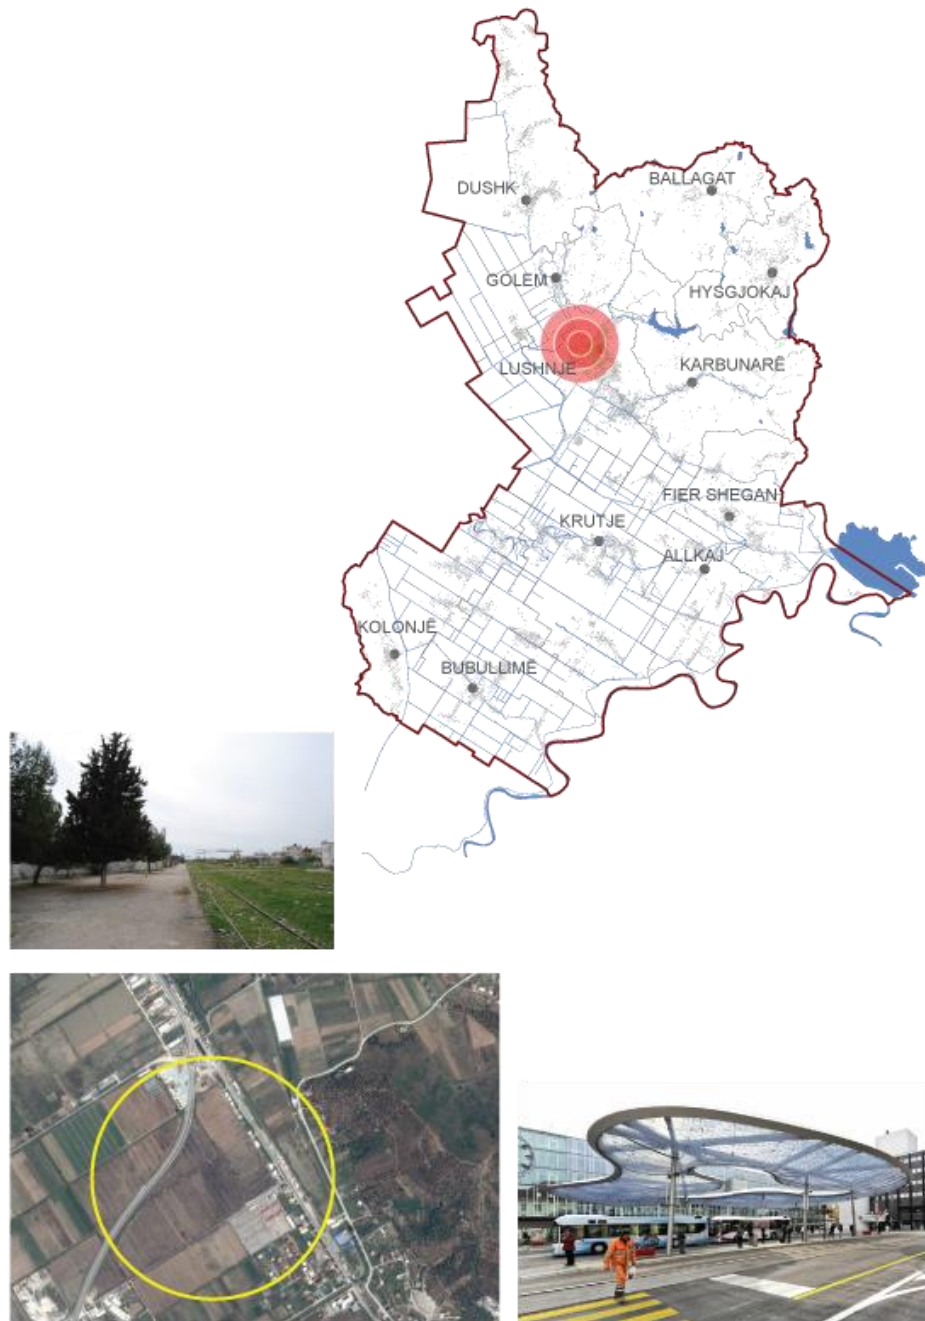 DUSHK
BALLAGAT
GOLEM
HYSGJOKAJ
LUSHNJE
KARBUNARË
FIER SHEGAN
KRUTJE
ALLKAJ
KOLONJË
BUBULLIMË